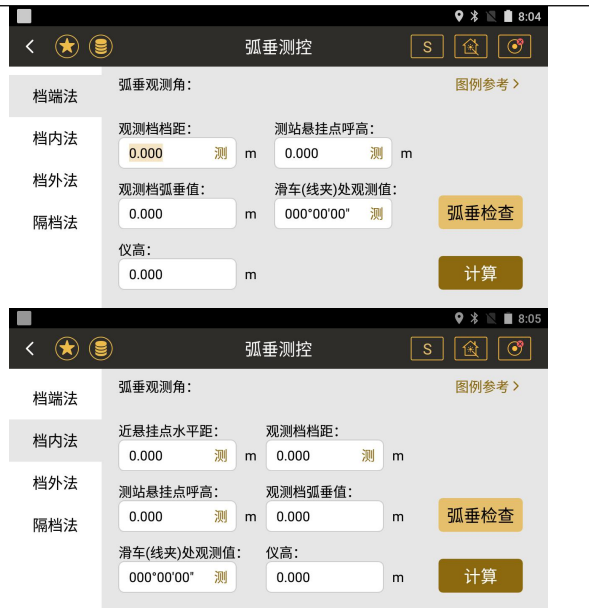 8:04
弧垂测控
S
档端法
档内法
档外法
隔档法
弧垂观测角：
图例参考 >
观测档档距：
测站悬挂点呼高：
0.000 测 m
0.000 测 m
观测档弧垂值：
滑车(线夹)处观测值：
0.000 m
000°00'00" 测
弧垂检查
仪高：
0.000 m
计算
8:05
弧垂测控
S
档端法
档内法
档外法
隔档法
弧垂观测角：
图例参考 >
近悬挂点水平距：
观测档档距：
0.000 测 m
0.000 测 m
测站悬挂点呼高：
观测档弧垂值：
0.000 测 m
0.000 m
弧垂检查
滑车(线夹)处观测值：
仪高：
000°00'00" 测
0.000 m
计算